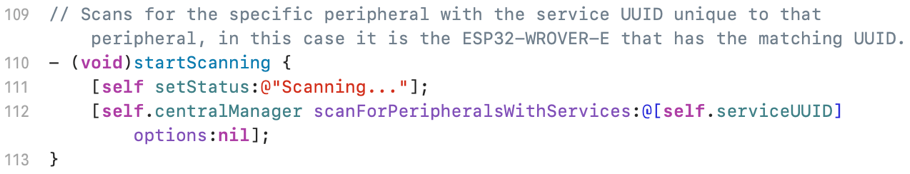 109 // Scans for the specific peripheral with the service UUID unique to that
peripheral, in this case it is the ESP32-WROVER-E that has the matching UUID.
110 - (void)startScanning {
111 [self setStatus:@"Scanning..."];
112 [self.centralManager scanForPeripheralsWithServices:@[self.serviceUUID]
options:nil];
113 }